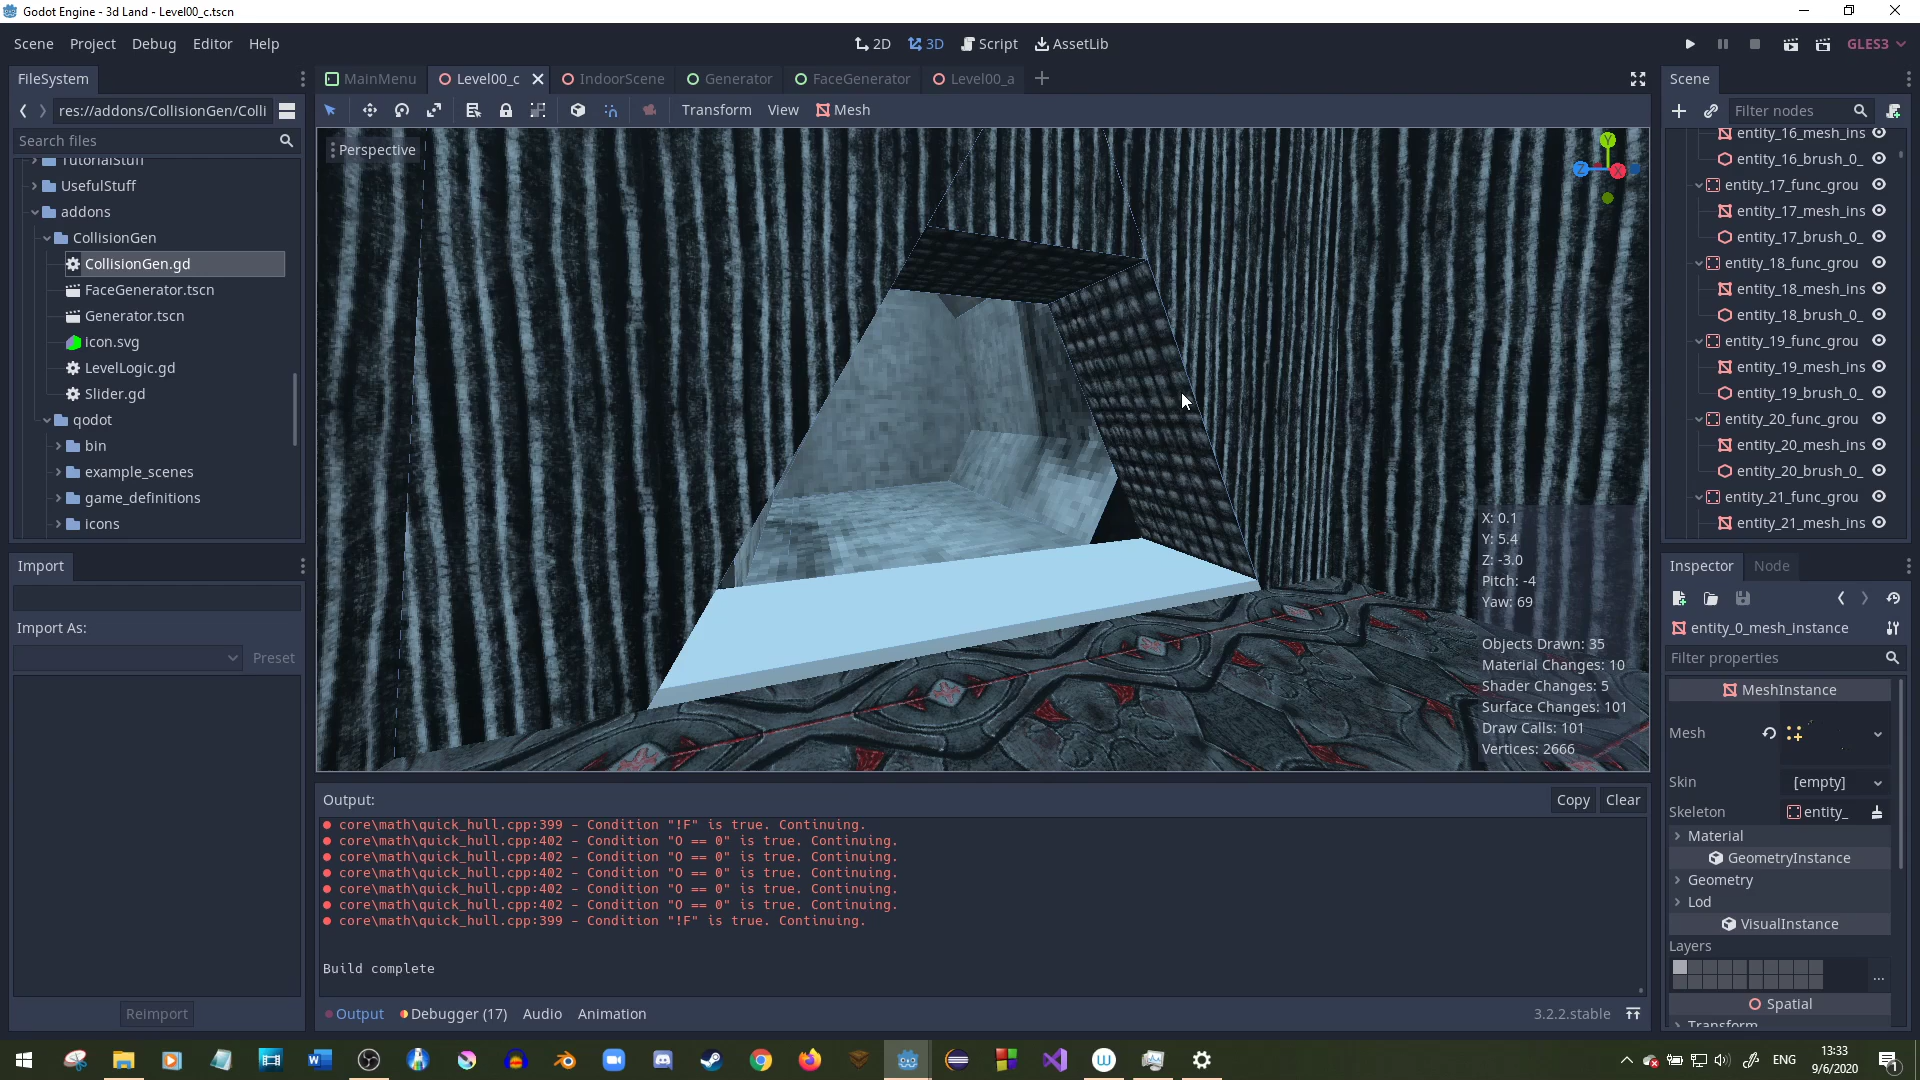 Godot Engine - 3d Land - Level00_c.tscn
Scene Project Debug Editor Help
2D 3D Script AssetLib
GLES3
FileSystem
res://addons/CollisionGen/Colli
Search files
TutorialStuff
UsefulStuff
addons
CollisionGen
CollisionGen.gd
FaceGenerator.tscn
Generator.tscn
icon.svg
LevelLogic.gd
Slider.gd
qodot
bin
example_scenes
game_definitions
icons
Import
Import As:
Preset
Reimport
MainMenu Level00_c IndoorScene Generator FaceGenerator Level00_a
Transform View Mesh
Perspective
Y
Z X
X: 0.1
Y: 5.4
Z: -3.0
Pitch: -4
Yaw: 69
Objects Drawn: 35
Material Changes: 10
Shader Changes: 5
Surface Changes: 101
Draw Calls: 101
Vertices: 2666
Output:
Copy Clear
core\math\quick_hull.cpp:399 - Condition "!F" is true. Continuing.
core\math\quick_hull.cpp:402 - Condition "O == 0" is true. Continuing.
core\math\quick_hull.cpp:402 - Condition "O == 0" is true. Continuing.
core\math\quick_hull.cpp:402 - Condition "O == 0" is true. Continuing.
core\math\quick_hull.cpp:402 - Condition "O == 0" is true. Continuing.
core\math\quick_hull.cpp:402 - Condition "O == 0" is true. Continuing.
core\math\quick_hull.cpp:399 - Condition "!F" is true. Continuing.
Build complete
Output Debugger (17) Audio Animation
3.2.2.stable
Scene
Filter nodes
entity_16_mesh_ins
entity_16_brush_0_
entity_17_func_grou
entity_17_mesh_ins
entity_17_brush_0_
entity_18_func_grou
entity_18_mesh_ins
entity_18_brush_0_
entity_19_func_grou
entity_19_mesh_ins
entity_19_brush_0_
entity_20_func_grou
entity_20_mesh_ins
entity_20_brush_0_
entity_21_func_grou
entity_21_mesh_ins
Inspector Node
entity_0_mesh_instance
Filter properties
MeshInstance
Mesh
Skin [empty]
Skeleton entity_
Material
GeometryInstance
Geometry
Lod
VisualInstance
Layers
...
Spatial
Transform
ENG
13:33
9/6/2020
1